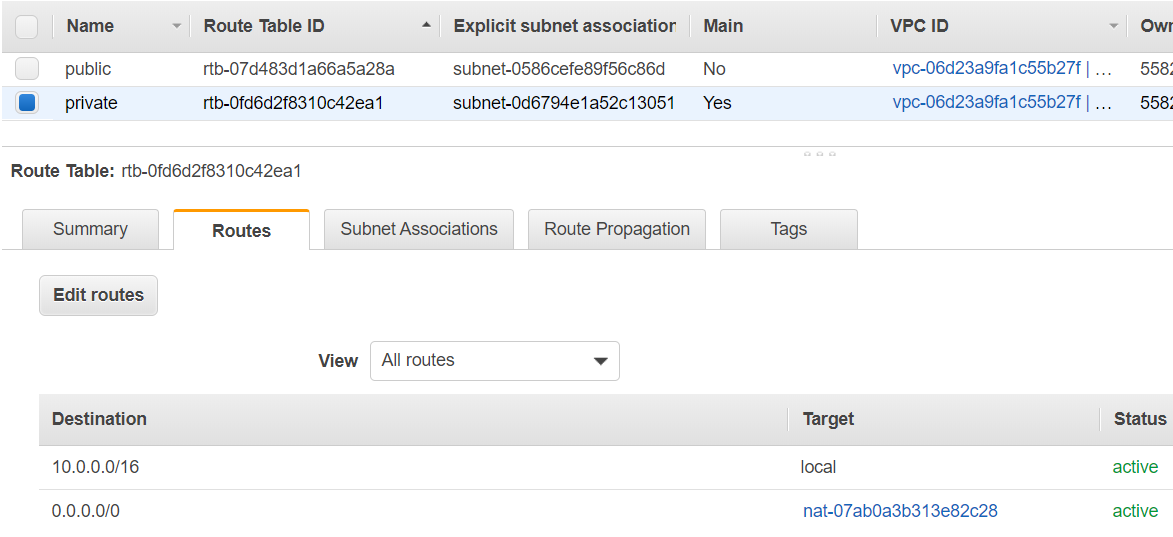 Name Route Table ID Explicit subnet association Main VPC ID Own
public rtb-07d483d1a66a5a28a subnet-0586cefe89f56c86d No vpc-06d23a9fa1c55b27f | ... 5582
private rtb-0fd6d2f8310c42ea1 subnet-0d6794e1a52c13051 Yes vpc-06d23a9fa1c55b27f | ... 5582
Route Table: rtb-0fd6d2f8310c42ea1
Summary Routes Subnet Associations Route Propagation Tags
Edit routes
View All routes
Destination Target Status
10.0.0.0/16 local active
0.0.0.0/0 nat-07ab0a3b313e82c28 active